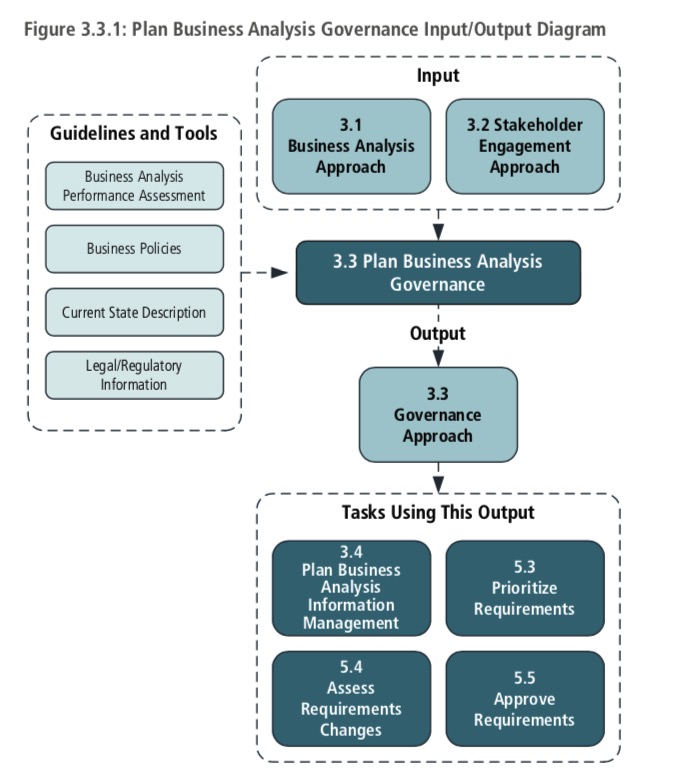 Figure 3.3.1: Plan Business Analysis Governance Input/Output Diagram
Input
3.1
Business Analysis
Approach
3.2 Stakeholder
Engagement
Approach
Guidelines and Tools
Business Analysis
Performance Assessment
Business Policies
Current State Description
Legal/Regulatory
Information
3.3 Plan Business Analysis
Governance
Output
3.3
Governance
Approach
Tasks Using This Output
3.4
Plan Business
Analysis
Information
Management
5.3
Prioritize
Requirements
5.4
Assess
Requirements
Changes
5.5
Approve
Requirements